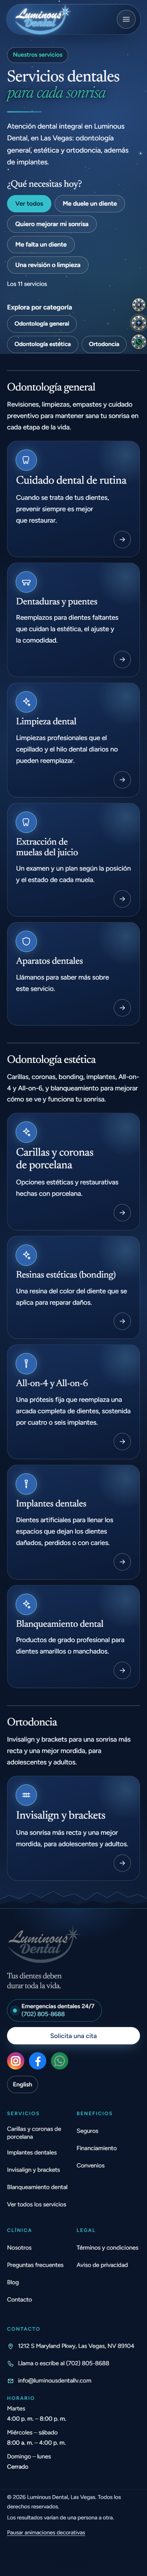 Luminous
Dental
Nuestros servicios
Servicios dentales
para cada sonrisa
Atención dental integral en Luminous
Dental, en Las Vegas: odontología
general, estética y ortodoncia, además
de implantes.
¿Qué necesitas hoy?
Ver todos
Me duele un diente
Quiero mejorar mi sonrisa
Me falta un diente
Una revisión o limpieza
Los 11 servicios
Explora por categoría
Odontología general
Odontología estética
Ortodoncia
Odontología general
Revisiones, limpiezas, empastes y cuidado
preventivo para mantener sana tu sonrisa en
cada etapa de la vida.
Cuidado dental de rutina
Cuando se trata de tus dientes,
prevenir siempre es mejor
que restaurar.
Dentaduras y puentes
Reemplazos para dientes faltantes
que cuidan la estética, el ajuste y
la comodidad.
Limpieza dental
Limpiezas profesionales que el
cepillado y el hilo dental diarios no
pueden reemplazar.
Extracción de
muelas del juicio
Un examen y un plan según la posición
y el estado de cada muela.
Aparatos dentales
Llámanos para saber más sobre
este servicio.
Odontología estética
Carillas, coronas, bonding, implantes, All-on-
4 y All-on-6, y blanqueamiento para mejorar
cómo se ve y funciona tu sonrisa.
Carillas y coronas
de porcelana
Opciones estéticas y restaurativas
hechas con porcelana.
Resinas estéticas (bonding)
Una resina del color del diente que se
aplica para reparar daños.
All-on-4 y All-on-6
Una prótesis fija que reemplaza una
arcada completa de dientes, sostenida
por cuatro o seis implantes.
Implantes dentales
Dientes artificiales para llenar los
espacios que dejan los dientes
dañados, perdidos o con caries.
Blanqueamiento dental
Productos de grado profesional para
dientes amarillos o manchados.
Ortodoncia
Invisalign y brackets para una sonrisa más
recta y una mejor mordida, para
adolescentes y adultos.
Invisalign y brackets
Una sonrisa más recta y una mejor
mordida, para adolescentes y adultos.
Luminous
Dental
Tus dientes deben
durar toda la vida.
Emergencias dentales 24/7
(702) 805-8688
Solicita una cita
English
SERVICIOS
Carillas y coronas de
porcelana
Implantes dentales
Invisalign y brackets
Blanqueamiento dental
Ver todos los servicios
BENEFICIOS
Seguros
Financiamiento
Convenios
CLÍNICA
Nosotros
Preguntas frecuentes
Blog
Contacto
LEGAL
Términos y condiciones
Aviso de privacidad
CONTACTO
1212 S Maryland Pkwy, Las Vegas, NV 89104
Llama o escribe al (702) 805-8688
info@luminousdentallv.com
HORARIO
Martes
4:00 p. m. – 8:00 p. m.
Miércoles – sábado
8:00 a. m. – 4:00 p. m.
Domingo – lunes
Cerrado
© 2026 Luminous Dental, Las Vegas. Todos los
derechos reservados.
Los resultados varían de una persona a otra.
Pausar animaciones decorativas